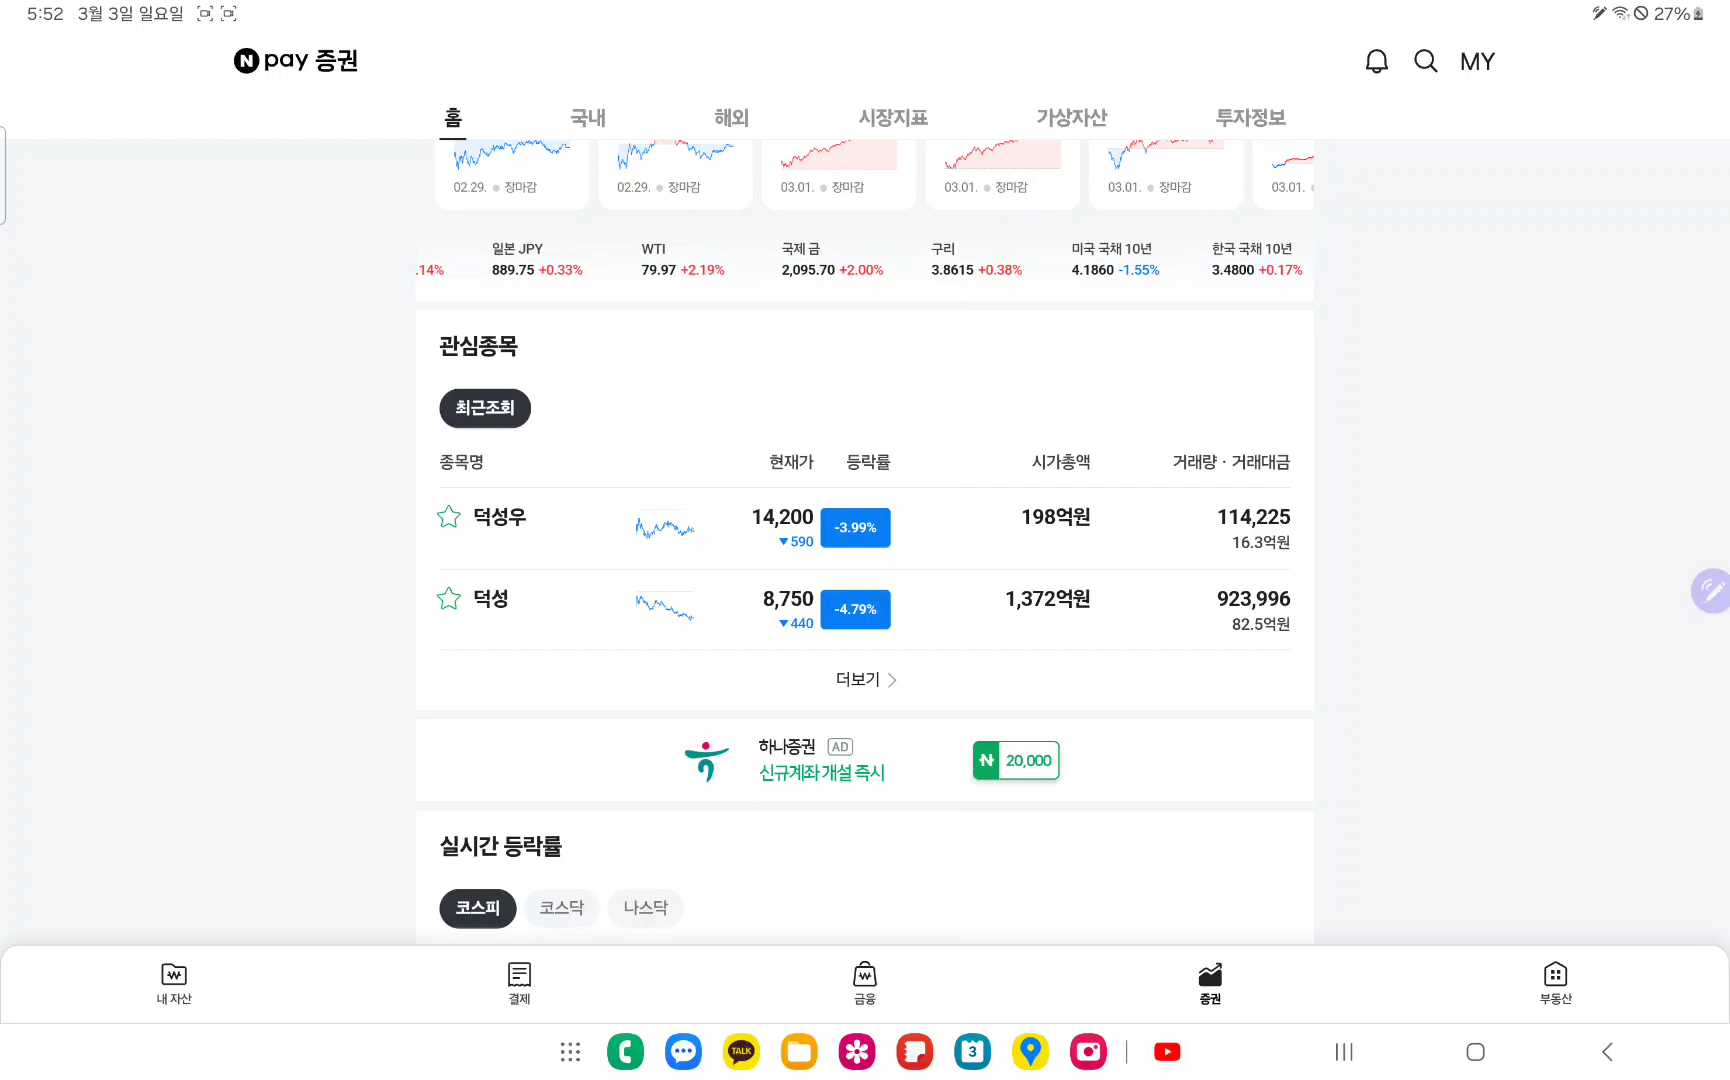 5:52 3월 3일 일요일
27%
N pay 증권
MY
홈 국내 해외 시장지표 가상자산 투자정보
02.29. 장마감 02.29. 장마감 03.01. 장마감 03.01. 장마감 03.01. 장마감 03.01.
일본 JPY WTI 국제 금 구리 미국 국채 10년 한국 국채 10년
.14% 889.75 +0.33% 79.97 +2.19% 2,095.70 +2.00% 3.8615 +0.38% 4.1860 -1.55% 3.4800 +0.17%
관심종목
최근조회
종목명 현재가 등락률 시가총액 거래량 · 거래대금
덕성우 14,200 -3.99% 198억원 114,225
▼590 16.3억원
덕성 8,750 -4.79% 1,372억원 923,996
▼440 82.5억원
더보기
하나증권 AD
신규계좌 개설 즉시
N 20,000
실시간 등락률
코스피 코스닥 나스닥
내 자산 결제 금융 증권 부동산
TALK
3